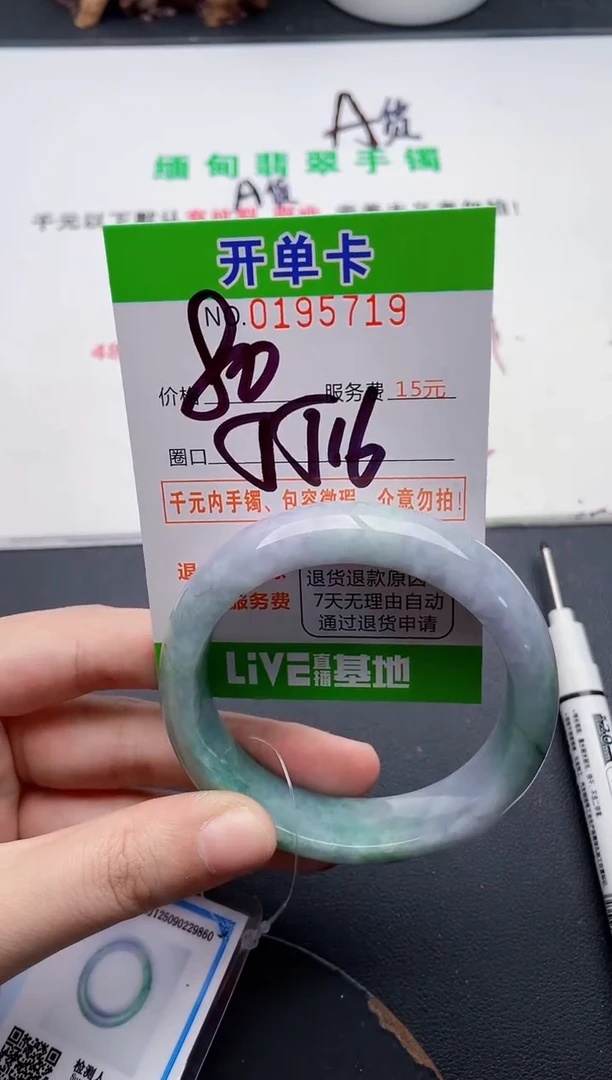 A货
缅甸翡翠手镯
A货
开单卡
NO.0195719
80
价格 服务费 15元
圈口
千元内手镯、包容微瑕、介意勿拍!
退货退款原因
服务费 7天无理由自动
通过退货申请
LIVE直播基地
J125090229860
检测人